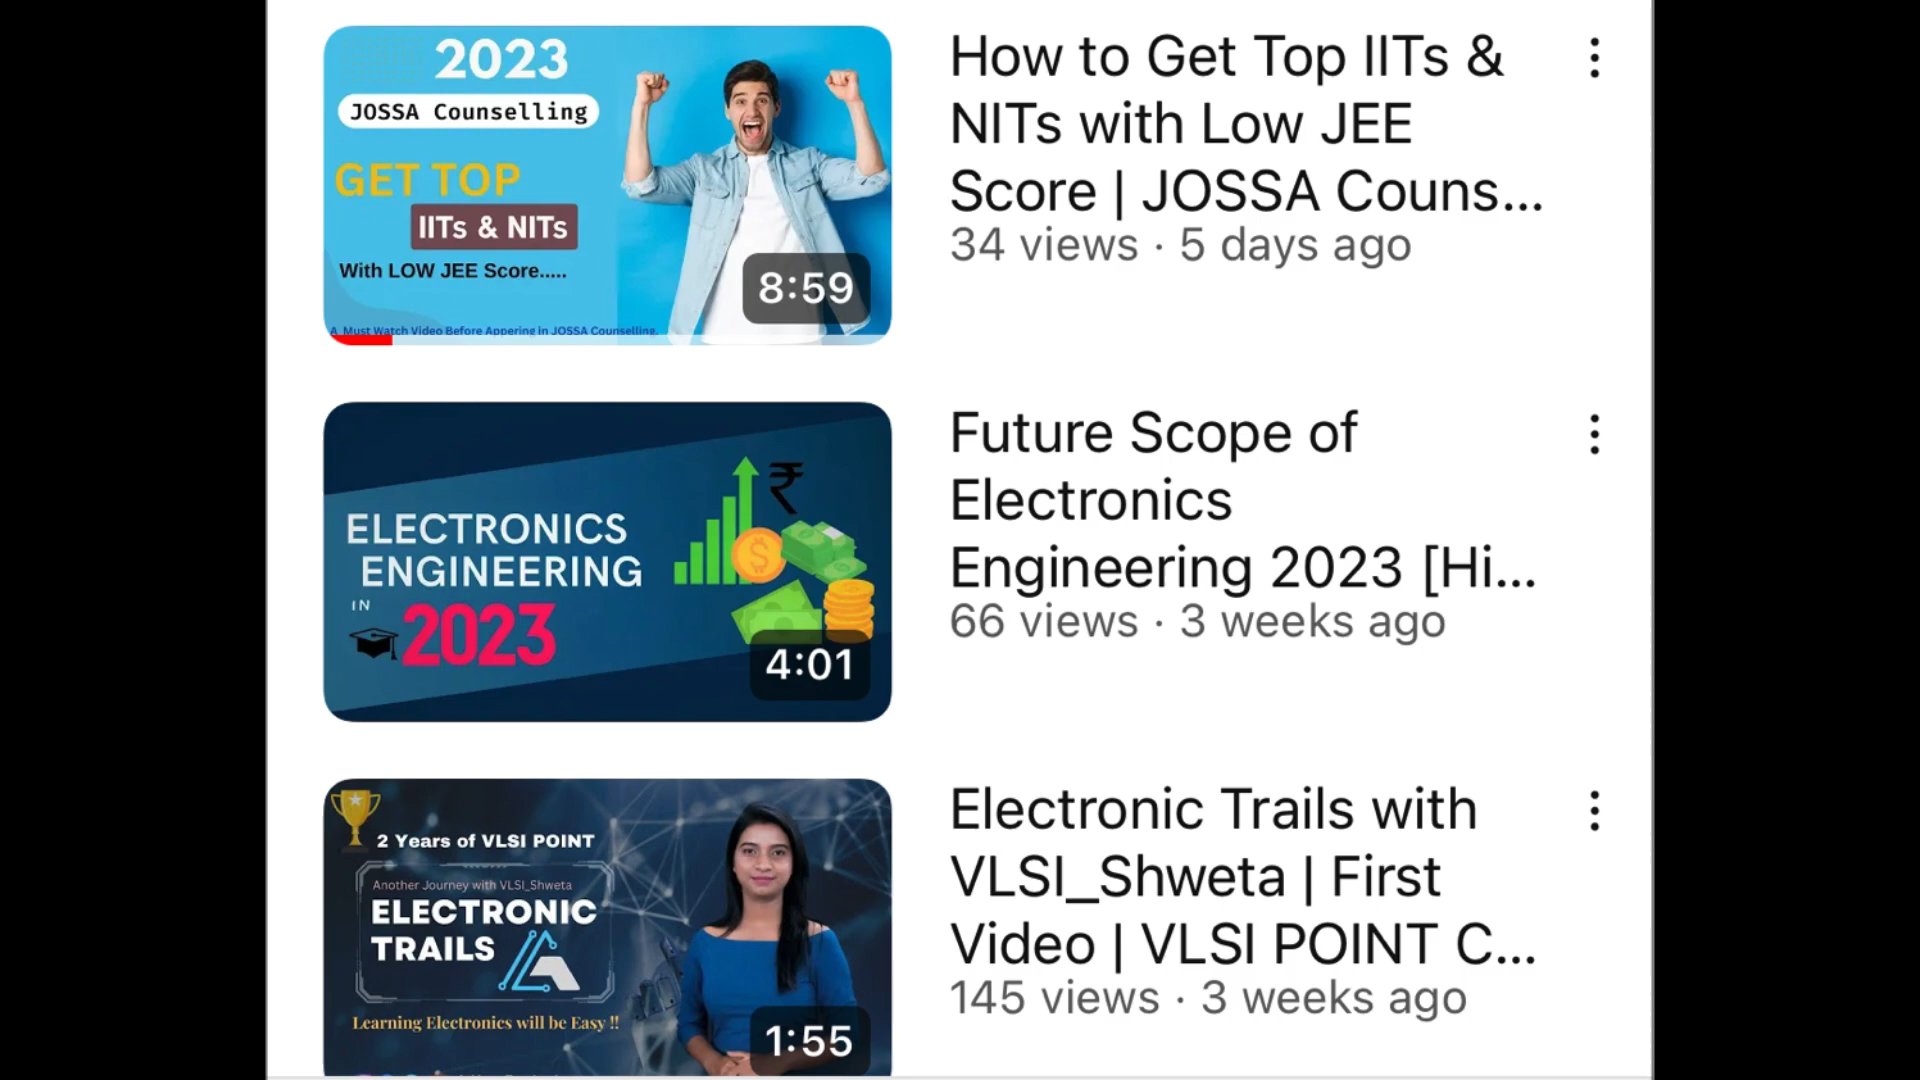 2023
JOSSA Counselling
GET TOP
IITs & NITs
With LOW JEE Score.....
A Must Watch Video Before Appering in JOSSA Counselling.
8:59
How to Get Top IITs &
NITs with Low JEE
Score | JOSSA Couns...
34 views · 5 days ago
ELECTRONICS
ENGINEERING
IN
2023
₹
$
4:01
Future Scope of
Electronics
Engineering 2023 [Hi...
66 views · 3 weeks ago
2 Years of VLSI POINT
Another Journey with VLSI_Shweta
ELECTRONIC
TRAILS
Learning Electronics will be Easy !!
1:55
Electronic Trails with
VLSI_Shweta | First
Video | VLSI POINT C...
145 views · 3 weeks ago